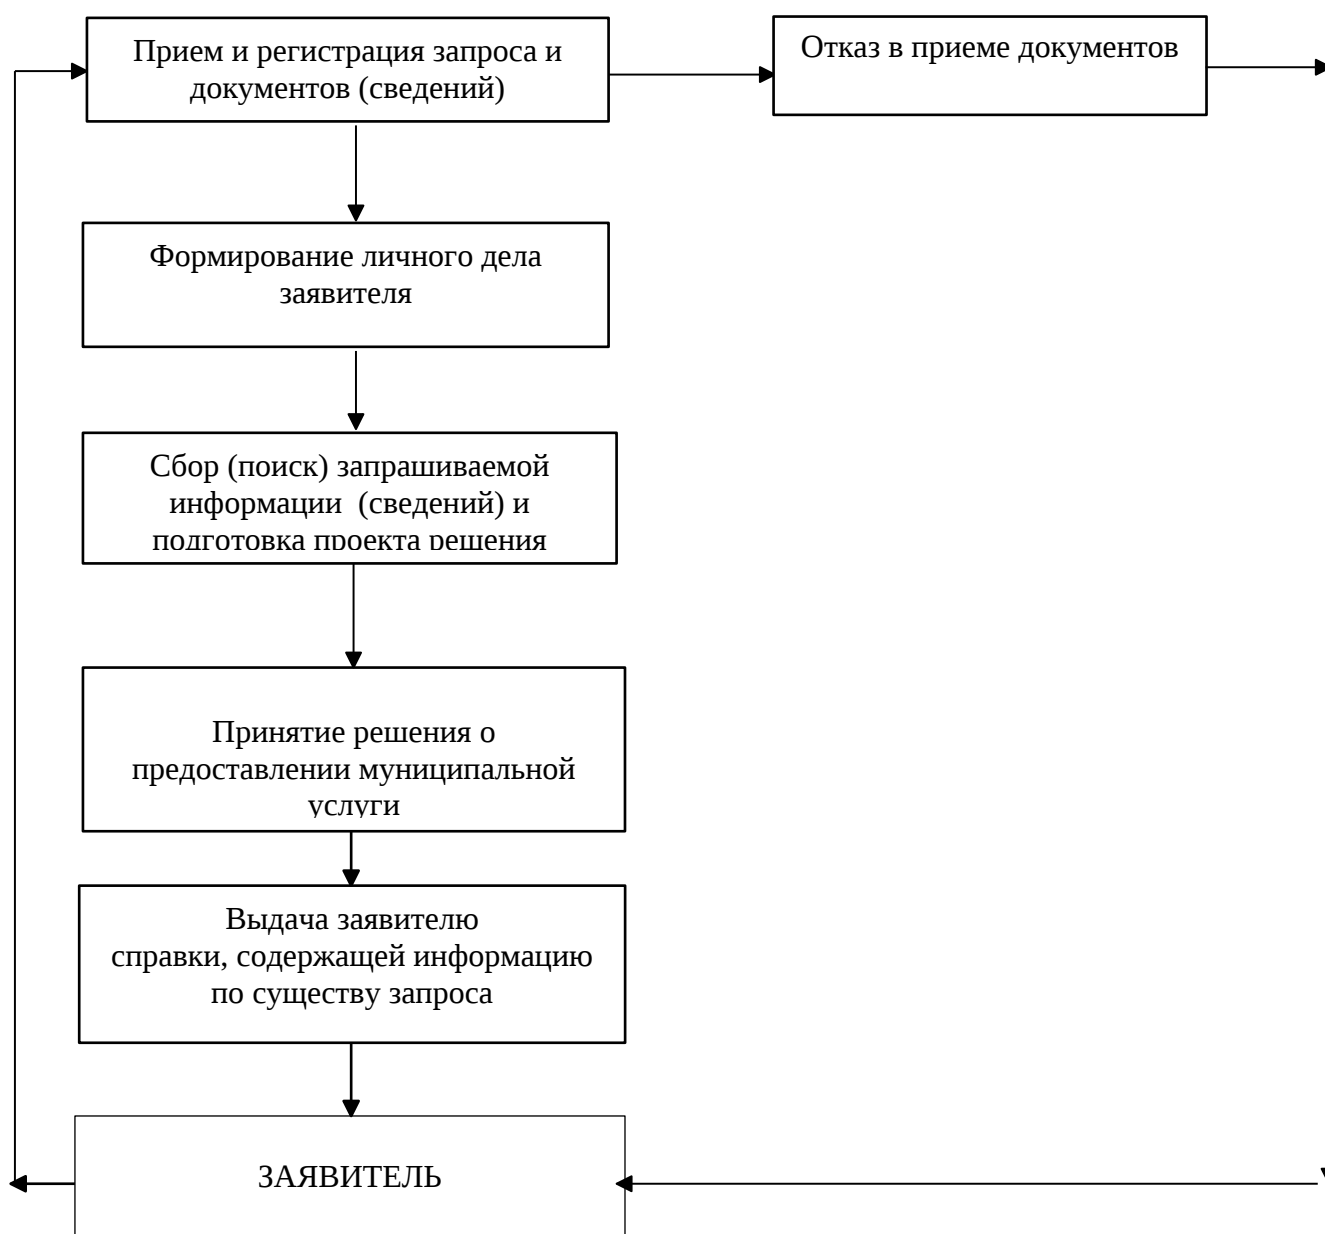 Прием и регистрация запроса и
документов (сведений)
Отказ в приеме документов
Формирование личного дела
заявителя
Сбор (поиск) запрашиваемой
информации  (сведений) и
подготовка проекта решения
Принятие решения о
предоставлении муниципальной
услуги
Выдача заявителю
справки, содержащей информацию
по существу запроса
ЗАЯВИТЕЛЬ